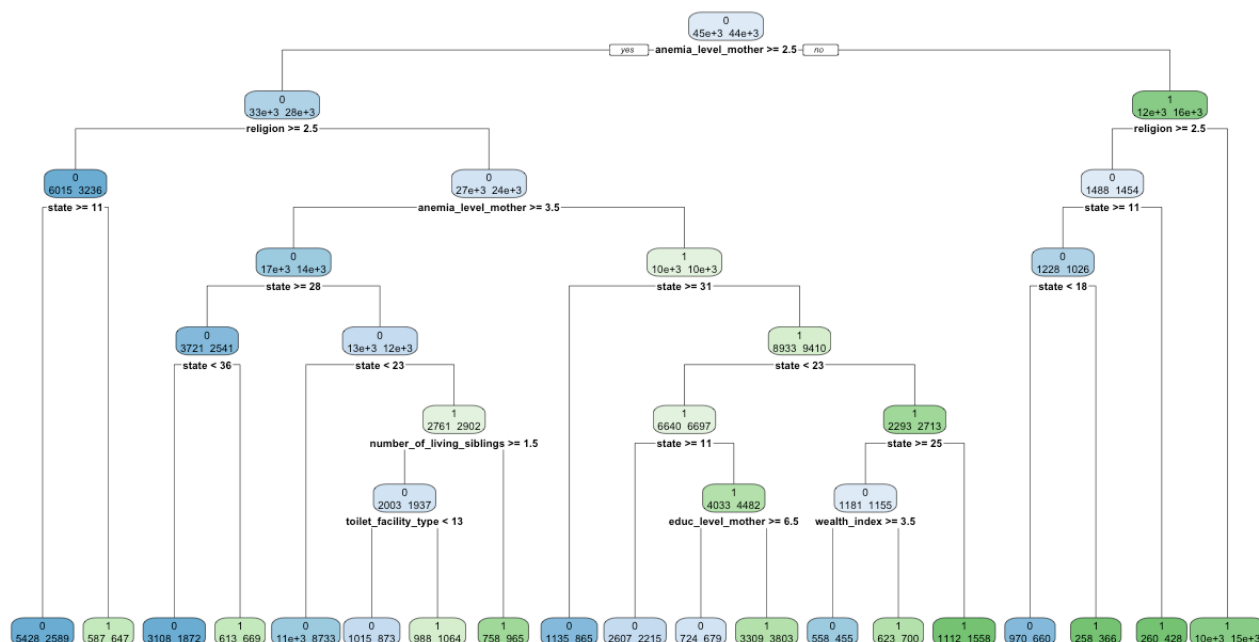 0
45e+3 44e+3
yes anemia_level_mother >= 2.5 no
0
33e+3 28e+3
1
12e+3 16e+3
religion >= 2.5
religion >= 2.5
0
6015 3236
0
27e+3 24e+3
0
1488 1454
state >= 11
anemia_level_mother >= 3.5
state >= 11
0
17e+3 14e+3
1
10e+3 10e+3
0
1228 1026
state >= 28
state >= 31
state < 18
0
3721 2541
0
13e+3 12e+3
1
8933 9410
state < 36
state < 23
state < 23
1
2761 2902
1
6640 6697
1
2293 2713
number_of_living_siblings >= 1.5
state >= 11
state >= 25
0
2003 1937
1
4033 4482
0
1181 1155
toilet_facility_type < 13
educ_level_mother >= 6.5
wealth_index >= 3.5
0
5428 2589
1
587 647
0
3108 1872
1
613 669
0
11e+3 8733
0
1015 873
1
988 1064
1
758 965
0
1135 865
0
2607 2215
0
724 679
1
3309 3803
0
558 455
1
623 700
1
1112 1558
0
970 660
1
258 366
1
260 428
1
10e+3 15e+3